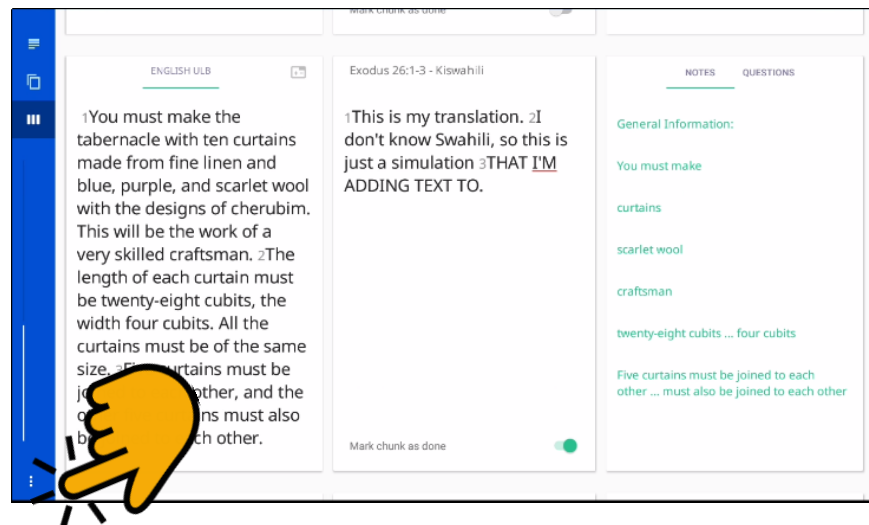 Mark chunk as done
ENGLISH ULB
1You must make the
tabernacle with ten curtains
made from fine linen and
blue, purple, and scarlet wool
with the designs of cherubim.
This will be the work of a
very skilled craftsman. 2The
length of each curtain must
be twenty-eight cubits, the
width four cubits. All the
curtains must be of the same
size. curtains must be
other, and the
must also
other.
Exodus 26:1-3 - Kiswahili
1This is my translation. 2I
don't know Swahili, so this is
just a simulation 3THAT I'M
ADDING TEXT TO.
Mark chunk as done
NOTES QUESTIONS
General Information:
You must make
curtains
scarlet wool
craftsman
twenty-eight cubits ... four cubits
Five curtains must be joined to each
other ... must also be joined to each other